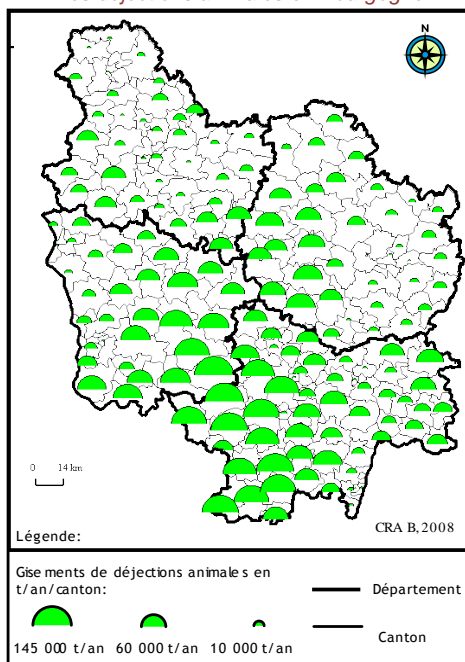 N
0 14 km
CRA B, 2008
Légende:
Gisements de déjections animales en
t/an/canton:
Département
Canton
145 000 t/an 60 000 t/an 10 000 t/an